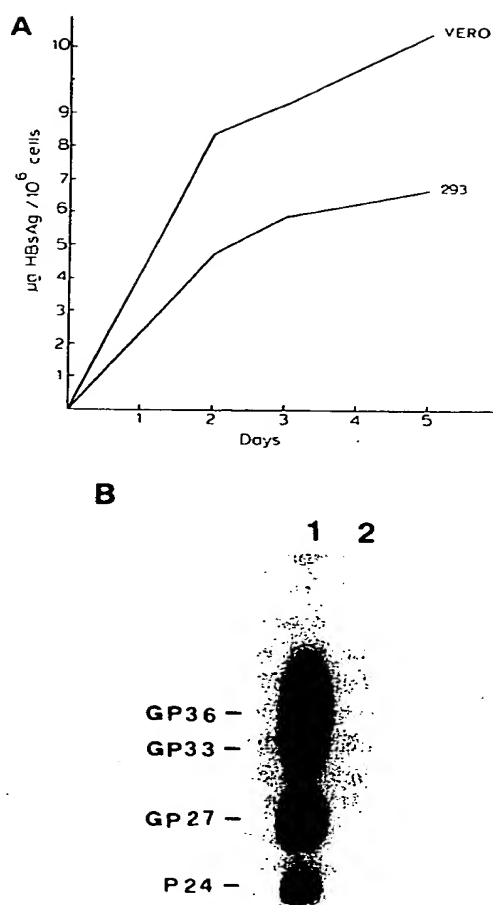 A
µg HBsAg /10⁶ cells
10
9
8
7
6
5
4
3
2
1
VERO
293
1 2 3 4 5
Days
B
1 2
GP36 –
GP33 –
GP27 –
P24 –